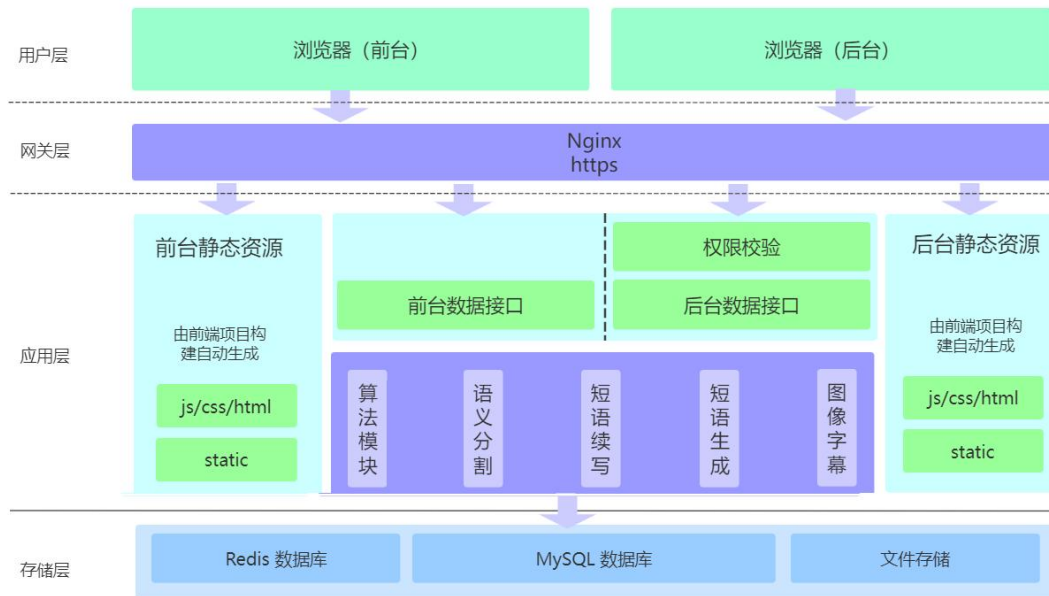 用户层
浏览器（前台）
浏览器（后台）
网关层
Nginx
https
应用层
前台静态资源
由前端项目构
建自动生成
js/css/html
static
前台数据接口
权限校验
后台数据接口
算法模块
语义分割
短语续写
短语生成
图像字幕
后台静态资源
由前端项目构
建自动生成
js/css/html
static
存储层
Redis 数据库
MySQL 数据库
文件存储